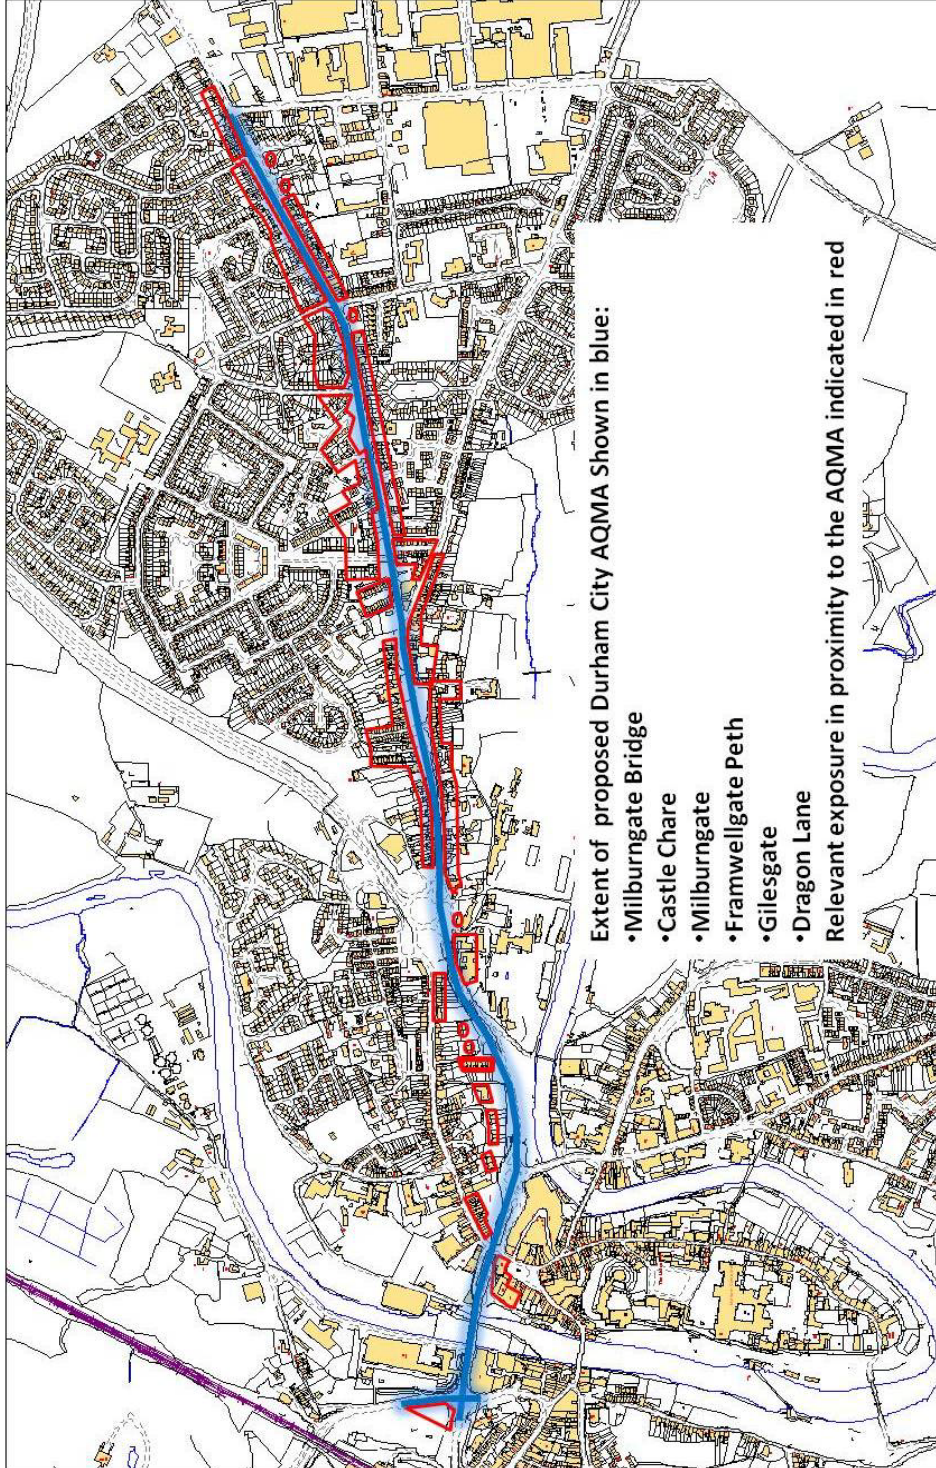 Extent of proposed Durham City AQMA Shown in blue:
•Milburngate Bridge
•Castle Chare
•Milburngate
•Framwellgate Peth
•Gilesgate
•Dragon Lane
Relevant exposure in proximity to the AQMA indicated in red